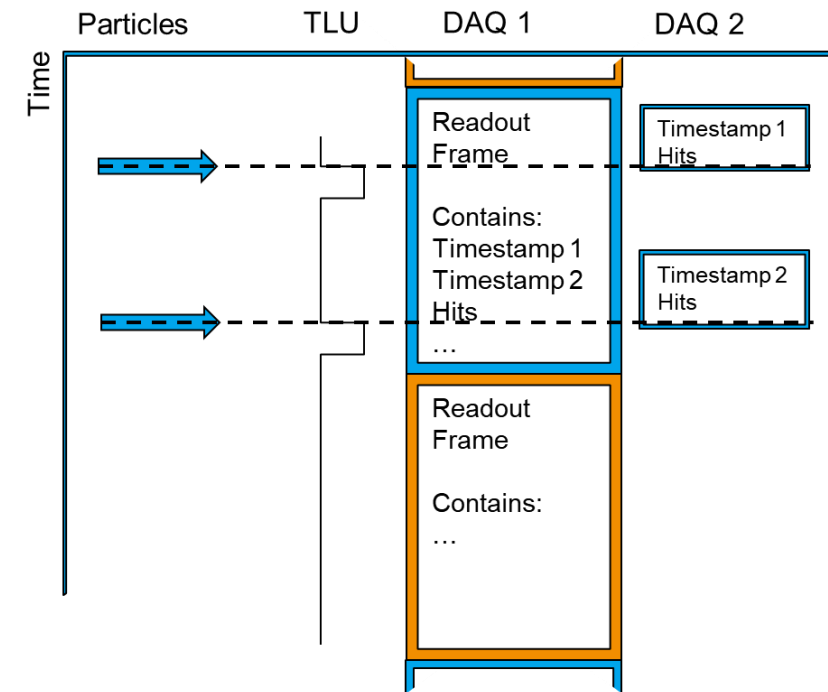 Particles
TLU
DAQ 1
DAQ 2
Time
Readout
Frame
Contains:
Timestamp 1
Timestamp 2
Hits
…
Timestamp 1
Hits
Timestamp 2
Hits
Readout
Frame
Contains:
…